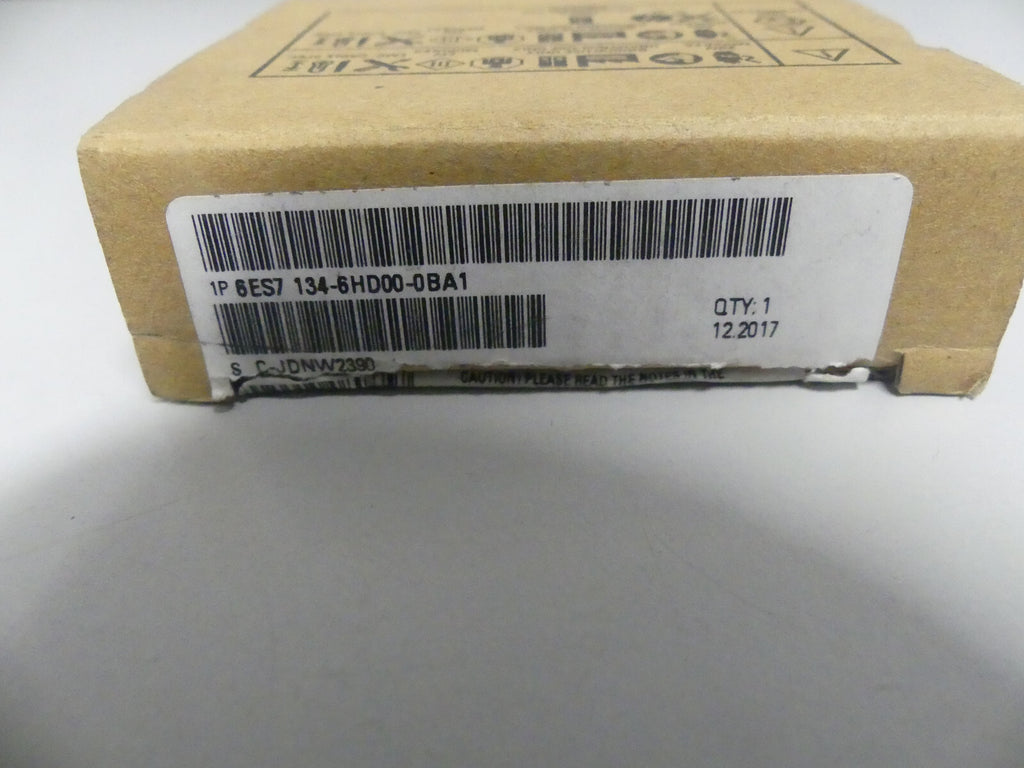 1P 6ES7 134-6HD00-0BA1
QTY: 1
12.2017
S C-JDNW2390
CAUTION! PLEASE READ THE NOTES IN THE